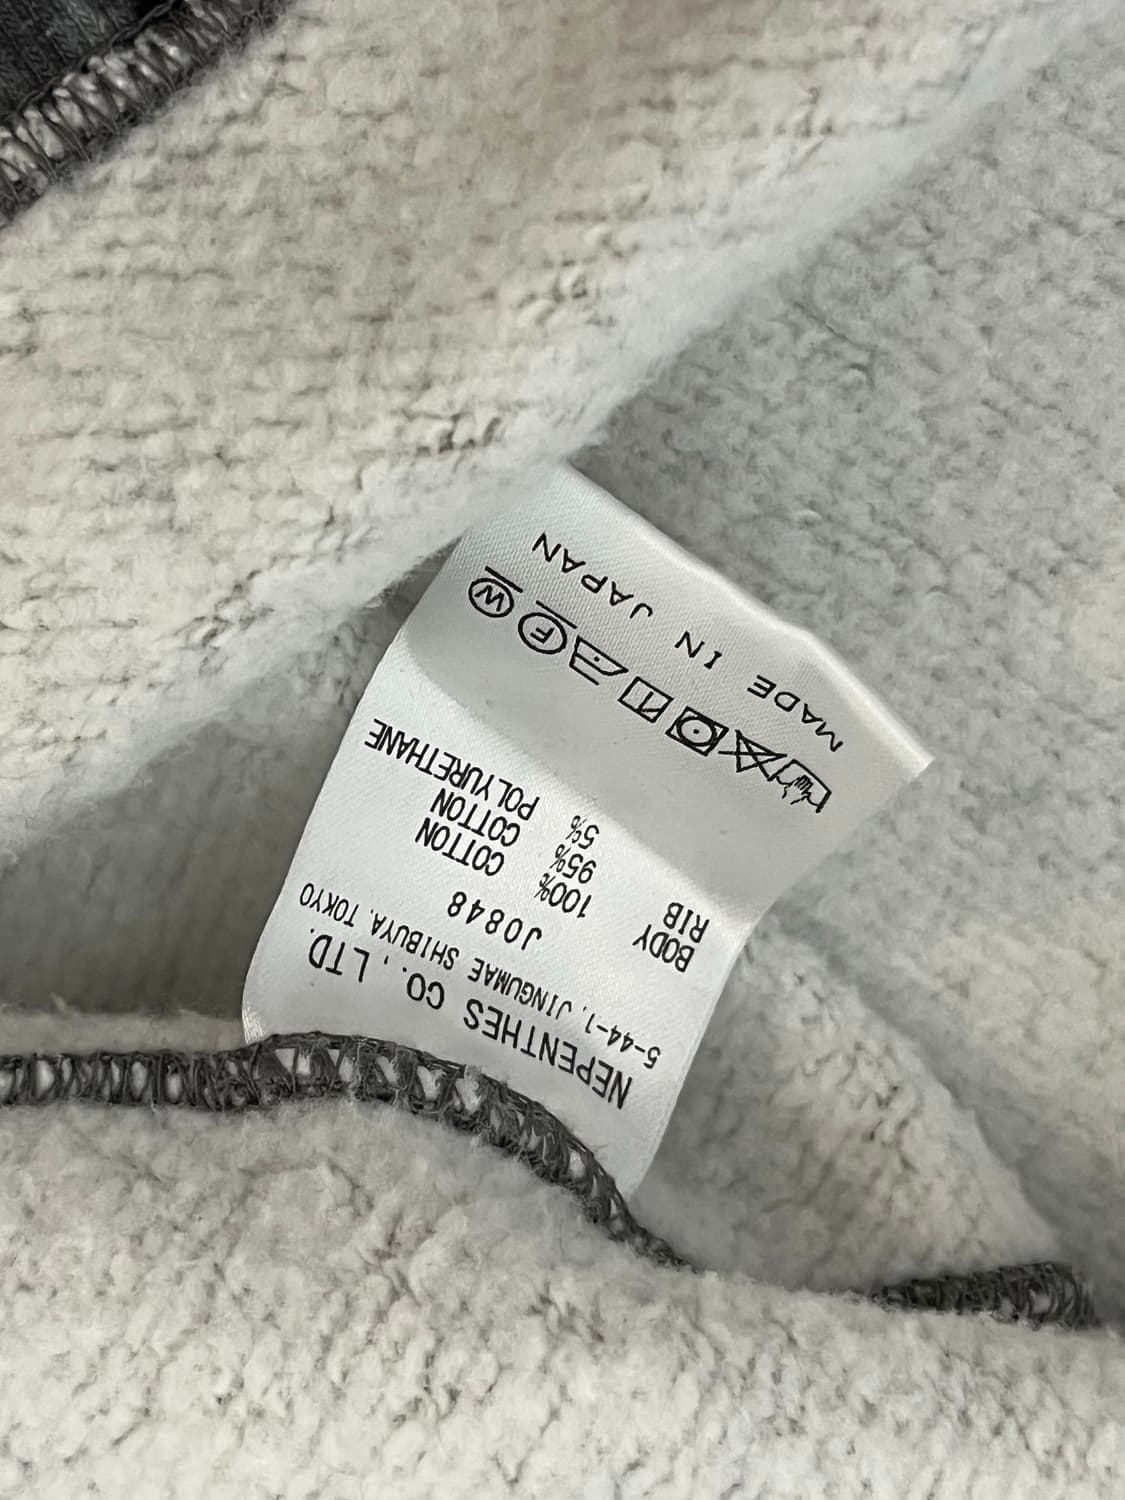 NEPENTHES CO., LTD.
5-44-1, JINGUMAE SHIBUYA, TOKYO
J0848
BODY 100% COTTON
RIB 95% COTTON
5% POLYURETHANE
F W
MADE IN JAPAN